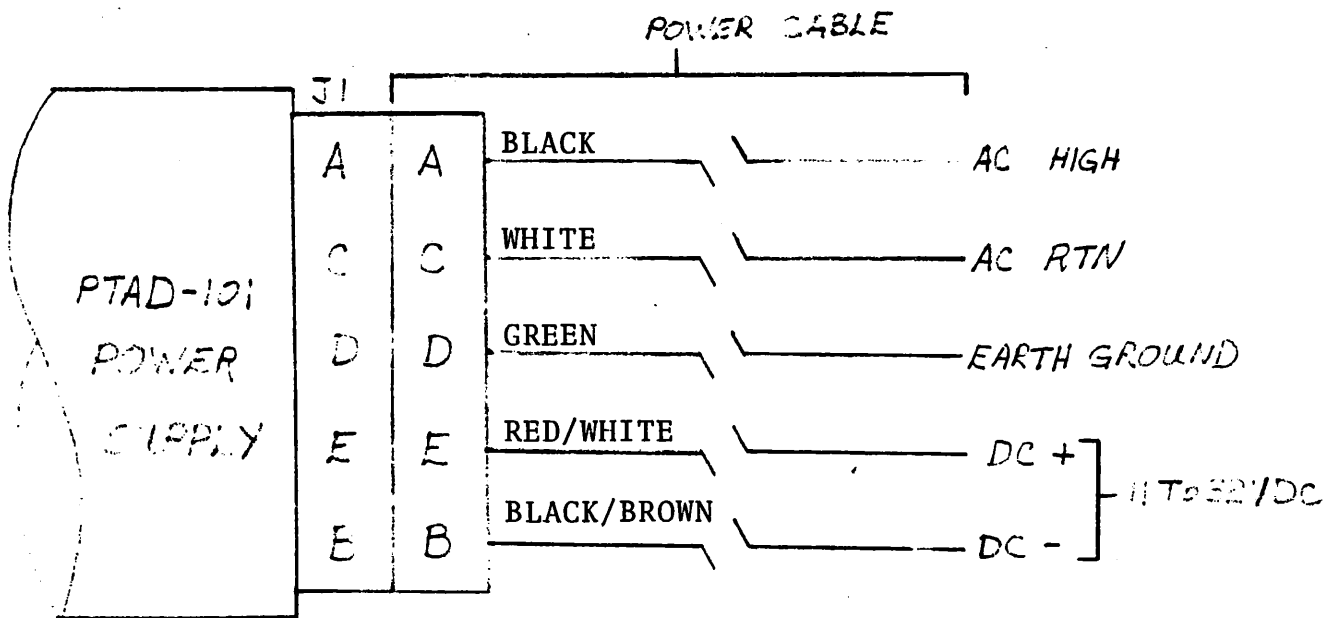 POWER CABLE
J1
A A BLACK AC HIGH
C C WHITE AC RTN
PTAD-101
POWER
SUPPLY
D D GREEN EARTH GROUND
E E RED/WHITE DC +
B B BLACK/BROWN DC -
11 TO 32VDC